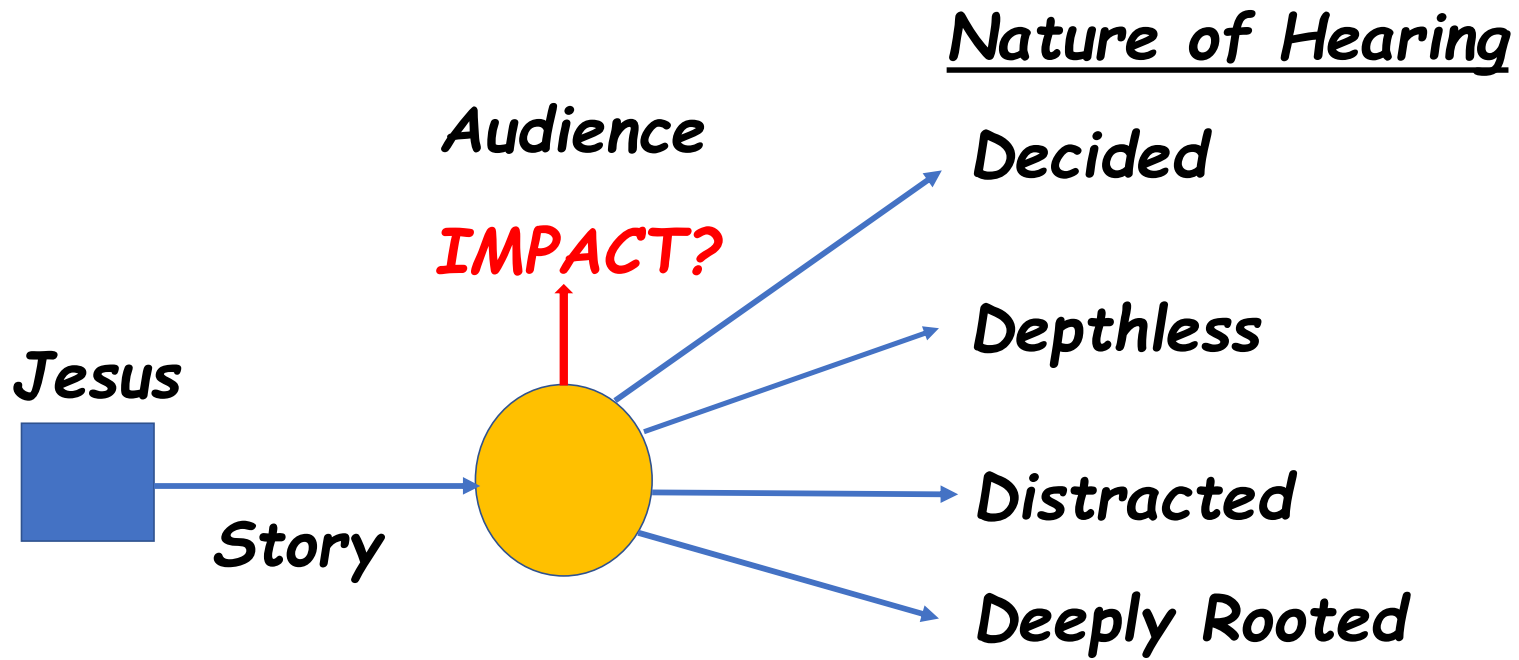 Nature of Hearing
Audience
Decided
IMPACT?
Depthless
Jesus
Distracted
Story
Deeply Rooted